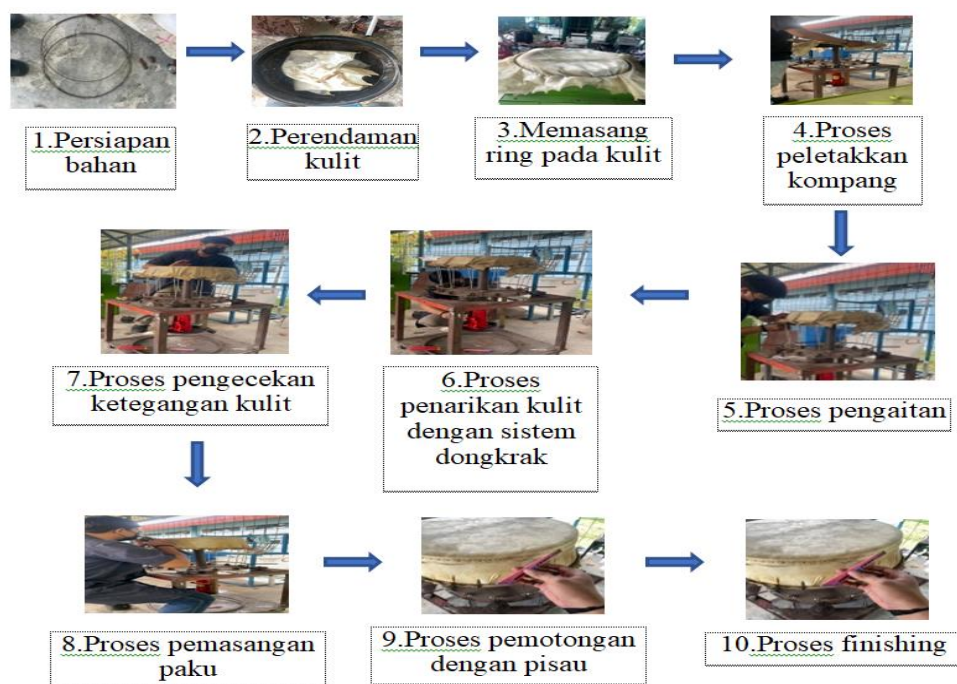 1.Persiapan
bahan
2.Perendaman
kulit
3.Memasang
ring pada kulit
4.Proses
peletakkan
kompang
5.Proses pengaitan
6.Proses
penarikan kulit
dengan sistem
dongkrak
7.Proses pengecekan
ketegangan kulit
8.Proses pemasangan
paku
9.Proses pemotongan
dengan pisau
10.Proses finishing